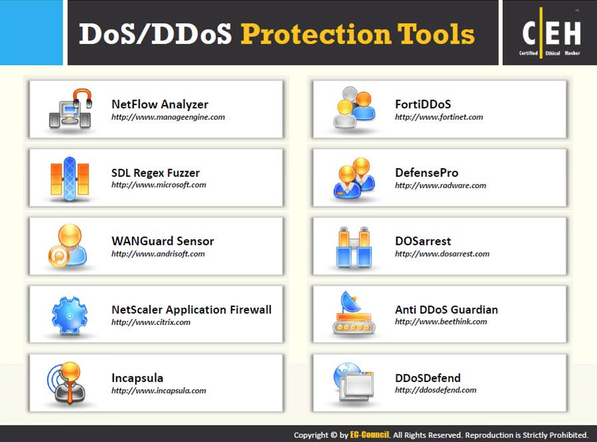 DoS/DDoS Protection Tools
C|EH
Certified Ethical Hacker
NetFlow Analyzer
http://www.manageengine.com
SDL Regex Fuzzer
http://www.microsoft.com
WANGuard Sensor
http://www.andrisoft.com
NetScaler Application Firewall
http://www.citrix.com
Incapsula
http://www.incapsula.com
FortiDDoS
http://www.fortinet.com
DefensePro
http://www.radware.com
DOSarrest
http://www.dosarrest.com
Anti DDoS Guardian
http://www.beethink.com
DDoSDefend
http://ddosdefend.com
Copyright © by EC-Council. All Rights Reserved. Reproduction is Strictly Prohibited.